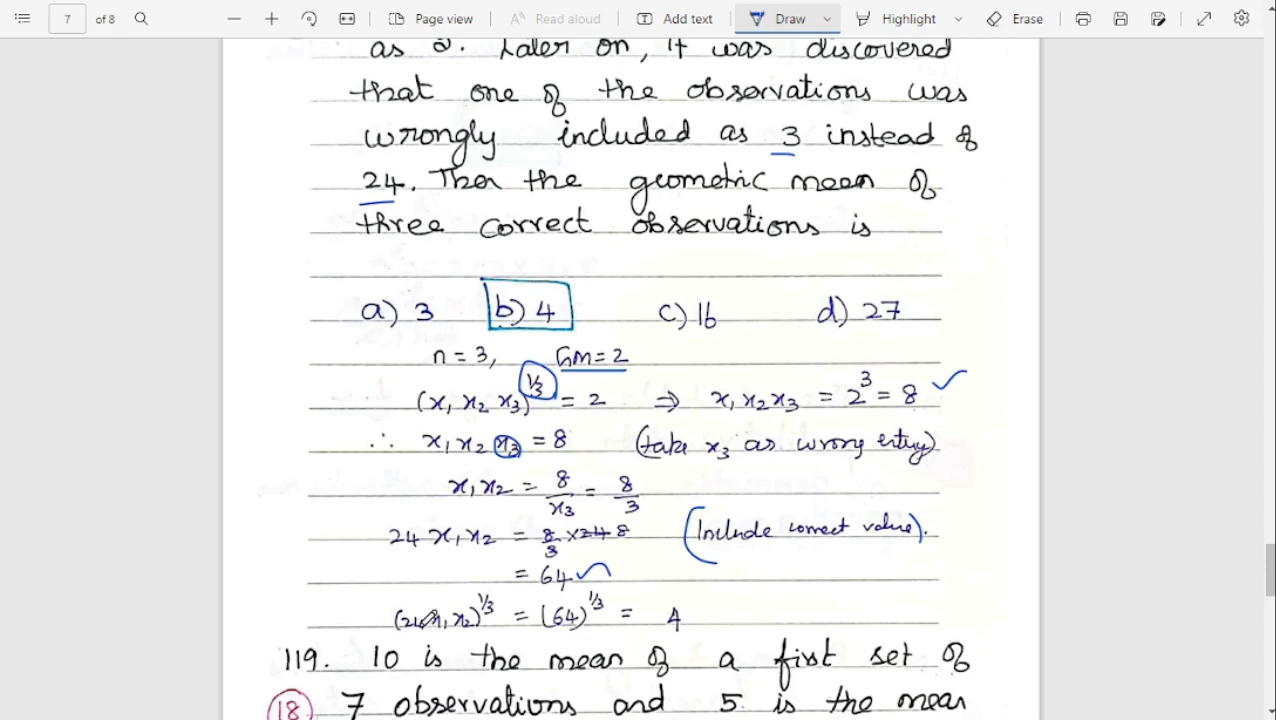 7 of 8 Page view Read aloud Add text Draw Highlight Erase
as 2. Later on, it was discovered
that one of the observations was
wrongly included as 3 instead of
24. Then the geometric mean of
three correct observations is
a) 3 b) 4 c) 16 d) 27
n = 3, GM = 2
(x₁ x₂ x₃)^1/3 = 2 ⇒ x₁ x₂ x₃ = 2³ = 8
∴ x₁ x₂ x₃ = 8 (take x₃ as wrong entry)
x₁ x₂ = 8/x₃ = 8/3
24 x₁ x₂ = 8/3 × 24 8 (Include correct value).
= 64
(24 x₁ x₂)^1/3 = (64)^1/3 = 4
119. 10 is the mean of a first set of
18 7 observations and 5 is the mean